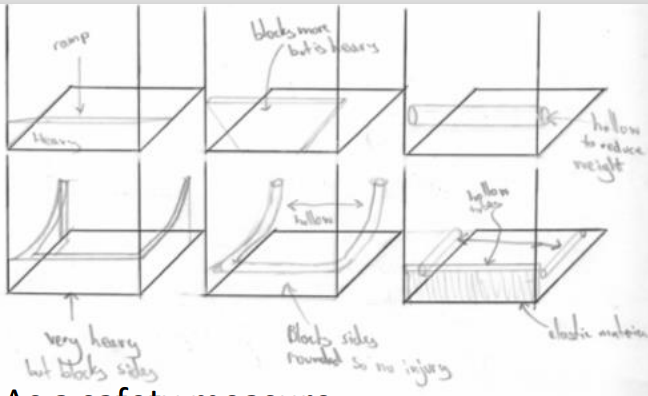 ramp
blocks more
but is heavy
Heavy
hollow
to reduce
weight
hollow
hollow
very heavy
but blocks sides
Blocks sides
rounded so no injury
elastic material
As a safety measure